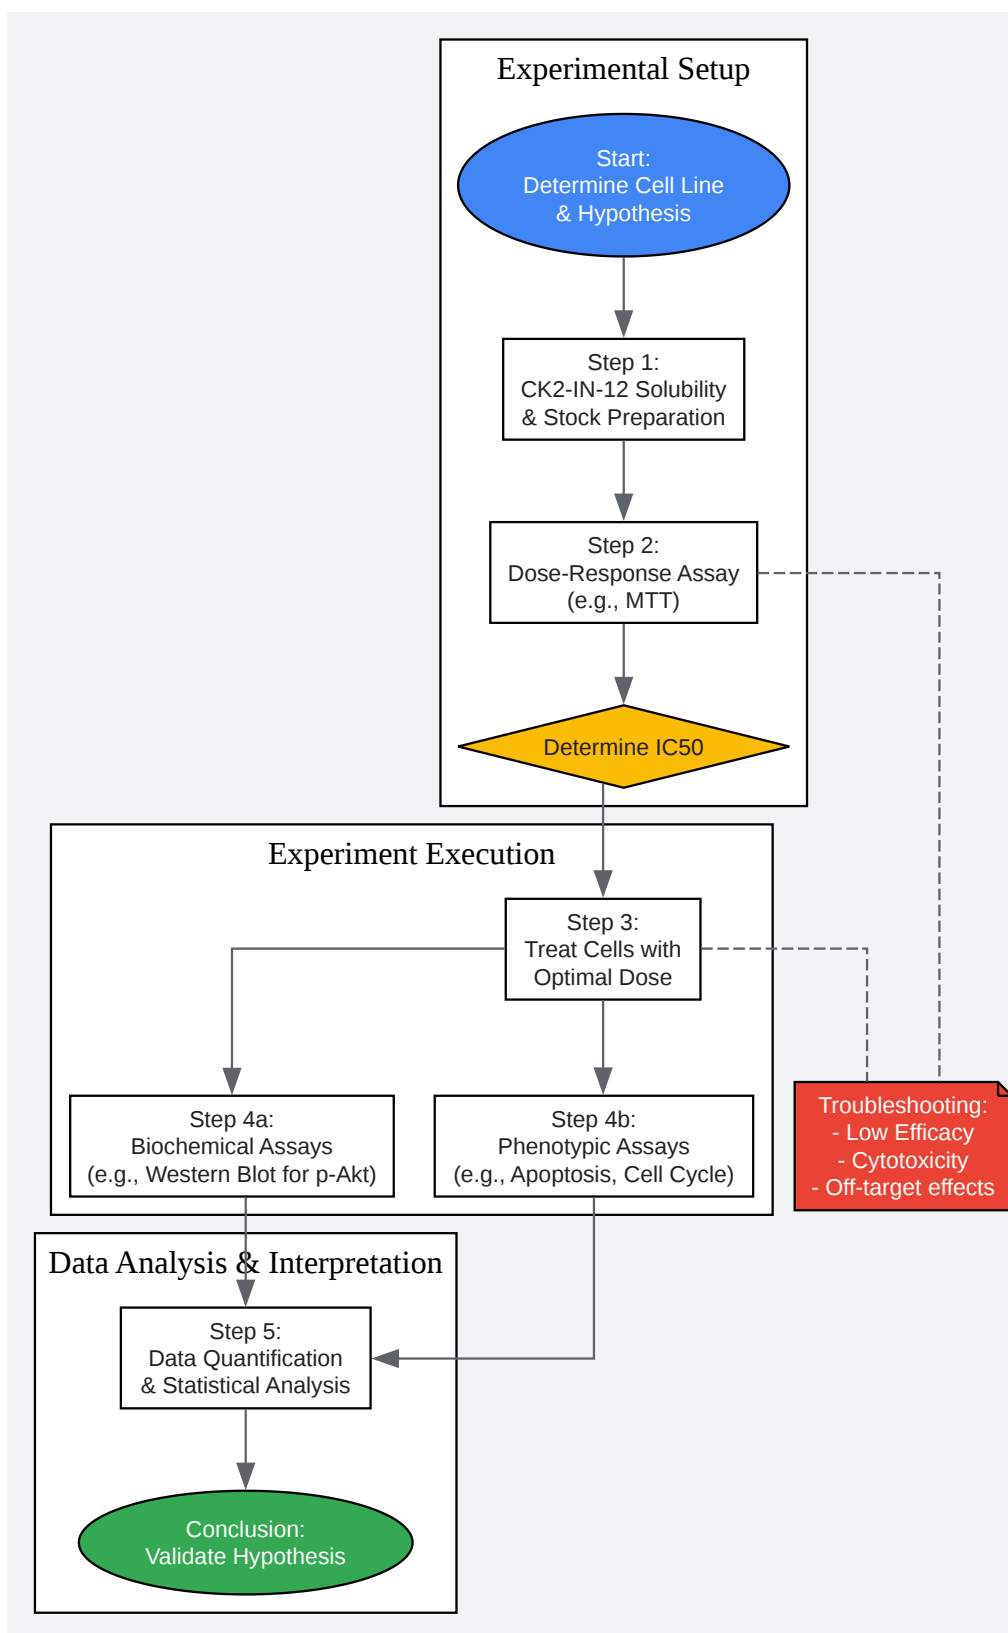 Experimental Setup
Start:
Determine Cell Line
& Hypothesis
Step 1:
CK2-IN-12 Solubility
& Stock Preparation
Step 2:
Dose-Response Assay
(e.g., MTT)
Determine IC50
Experiment Execution
Step 3:
Treat Cells with
Optimal Dose
Step 4a:
Biochemical Assays
(e.g., Western Blot for p-Akt)
Step 4b:
Phenotypic Assays
(e.g., Apoptosis, Cell Cycle)
Troubleshooting:
- Low Efficacy
- Cytotoxicity
- Off-target effects
Data Analysis & Interpretation
Step 5:
Data Quantification
& Statistical Analysis
Conclusion:
Validate Hypothesis